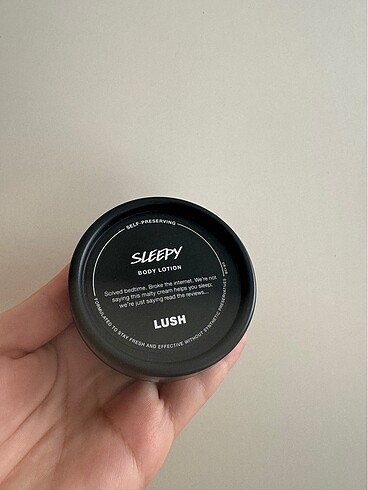 SELF-PRESERVING
SLEEPY
BODY LOTION
Solved bedtime. Broke the internet. We're not
saying this malty cream helps you sleep;
we're just saying read the reviews...
LUSH
FORMULATED TO STAY FRESH AND EFFECTIVE WITHOUT SYNTHETIC PRESERVATIVES